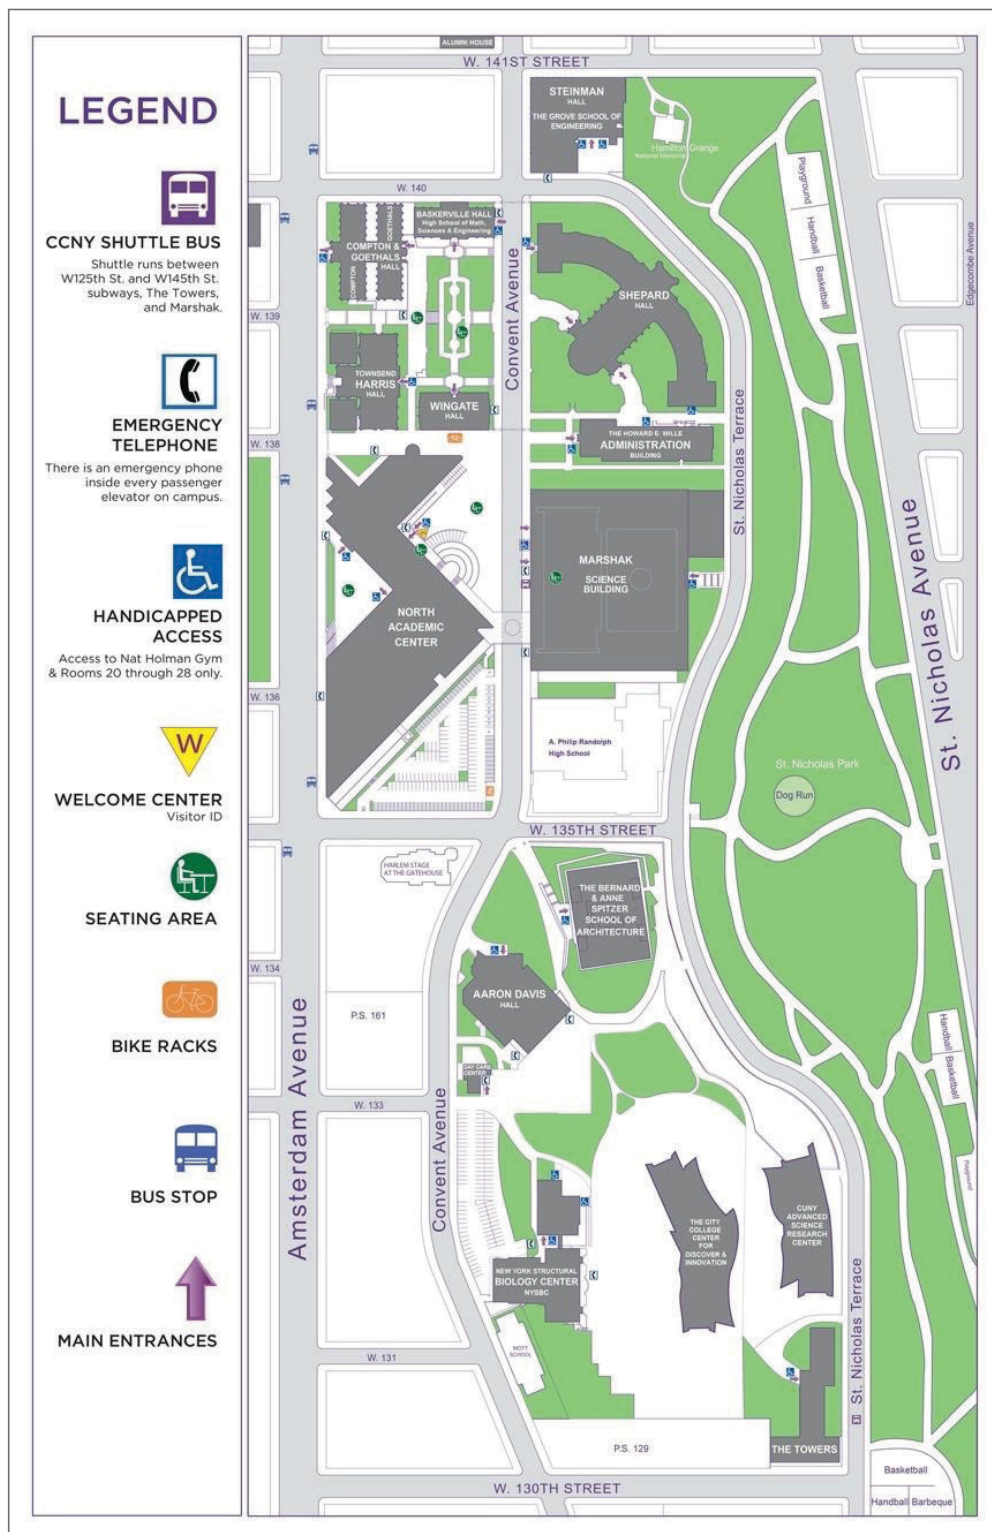 LEGEND
CCNY SHUTTLE BUS
Shuttle runs between
W125th St. and W145th St.
subways, The Towers,
and Marshak.
EMERGENCY
TELEPHONE
There is an emergency phone
inside every passenger
elevator on campus.
HANDICAPPED
ACCESS
Access to Nat Holman Gym
& Rooms 20 through 28 only.
W
WELCOME CENTER
Visitor ID
SEATING AREA
BIKE RACKS
BUS STOP
MAIN ENTRANCES
ALUMNI HOUSE
W. 141ST STREET
STEINMAN
HALL
THE GROVE SCHOOL OF
ENGINEERING
Hamilton Grange
National Memorial
Playground
Handball
Basketball
Edgecombe Avenue
W. 140
BASKERVILLE HALL
High School of Math,
Sciences & Engineering
GOETHALS
COMPTON &
GOETHALS
HALL
COMPTON
SHEPARD
HALL
Convent Avenue
W. 139
TOWNSEND
HARRIS
HALL
WINGATE
HALL
THE HOWARD E. WILLE
ADMINISTRATION
BUILDING
W. 138
St. Nicholas Terrace
St. Nicholas Avenue
MARSHAK
SCIENCE
BUILDING
NORTH
ACADEMIC
CENTER
W. 136
A. Philip Randolph
High School
St. Nicholas Park
Dog Run
St. Nicholas Avenue
W. 135TH STREET
HARLEM STAGE
AT THE GATEHOUSE
THE BERNARD
& ANNE
SPITZER
SCHOOL OF
ARCHITECTURE
W. 134
AARON DAVIS
HALL
P.S. 161
Amsterdam Avenue
DAY CARE
CENTER
W. 133
Convent Avenue
Handball
Basketball
Playground
THE CITY
COLLEGE
CENTER
FOR
DISCOVER &
INNOVATION
CUNY
ADVANCED
SCIENCE
RESEARCH
CENTER
NEW YORK STRUCTURAL
BIOLOGY CENTER
NYSBC
MOTT
SCHOOL
W. 131
St. Nicholas Terrace
P.S. 129
THE TOWERS
W. 130TH STREET
Basketball
Handball
Barbeque